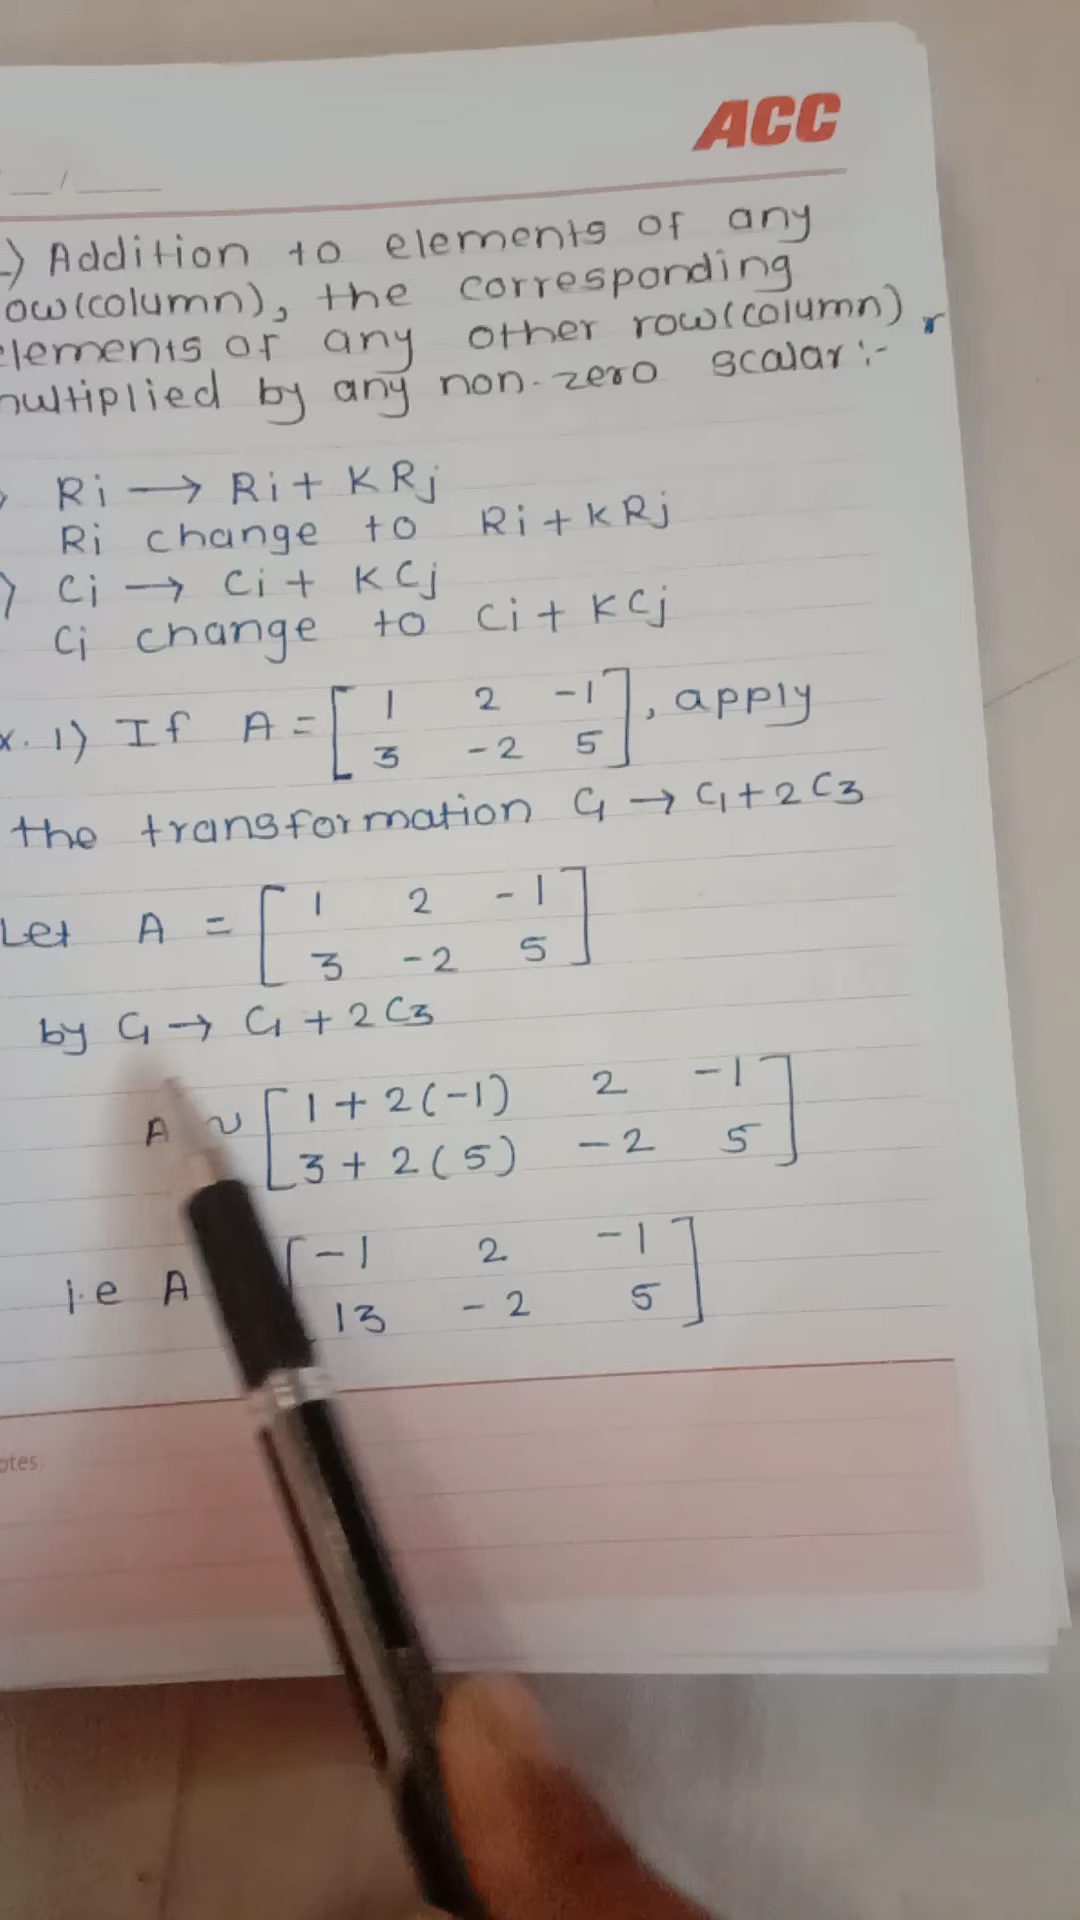 ACC
Addition to elements of any
ow(column), the corresponding
lements of any other row(column),
ultiplied by any non-zero scalar:-
Ri → Ri + KRj
Ri change to Ri + KRj
Ci → Ci + KCj
Ci change to Ci + KCj
x. 1) If A = [1 2 -1], apply
[3 -2 5]
the transformation C1 → C1 + 2C3
Let A = [1 2 -1]
[3 -2 5]
by C1 → C1 + 2C3
A ~ [1+2(-1) 2 -1]
[3+2(5) -2 5]
i.e A [-1 2 -1]
13 -2 5]
otes: